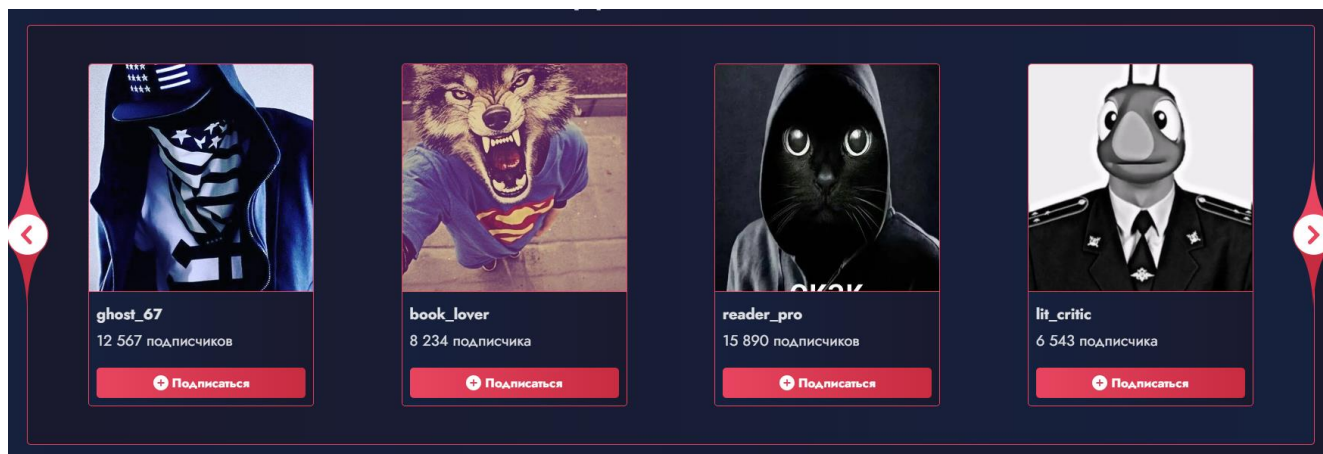 ghost_67
12 567 подписчиков
Подписаться
book_lover
8 234 подписчика
Подписаться
reader_pro
15 890 подписчиков
Подписаться
lit_critic
6 543 подписчика
Подписаться